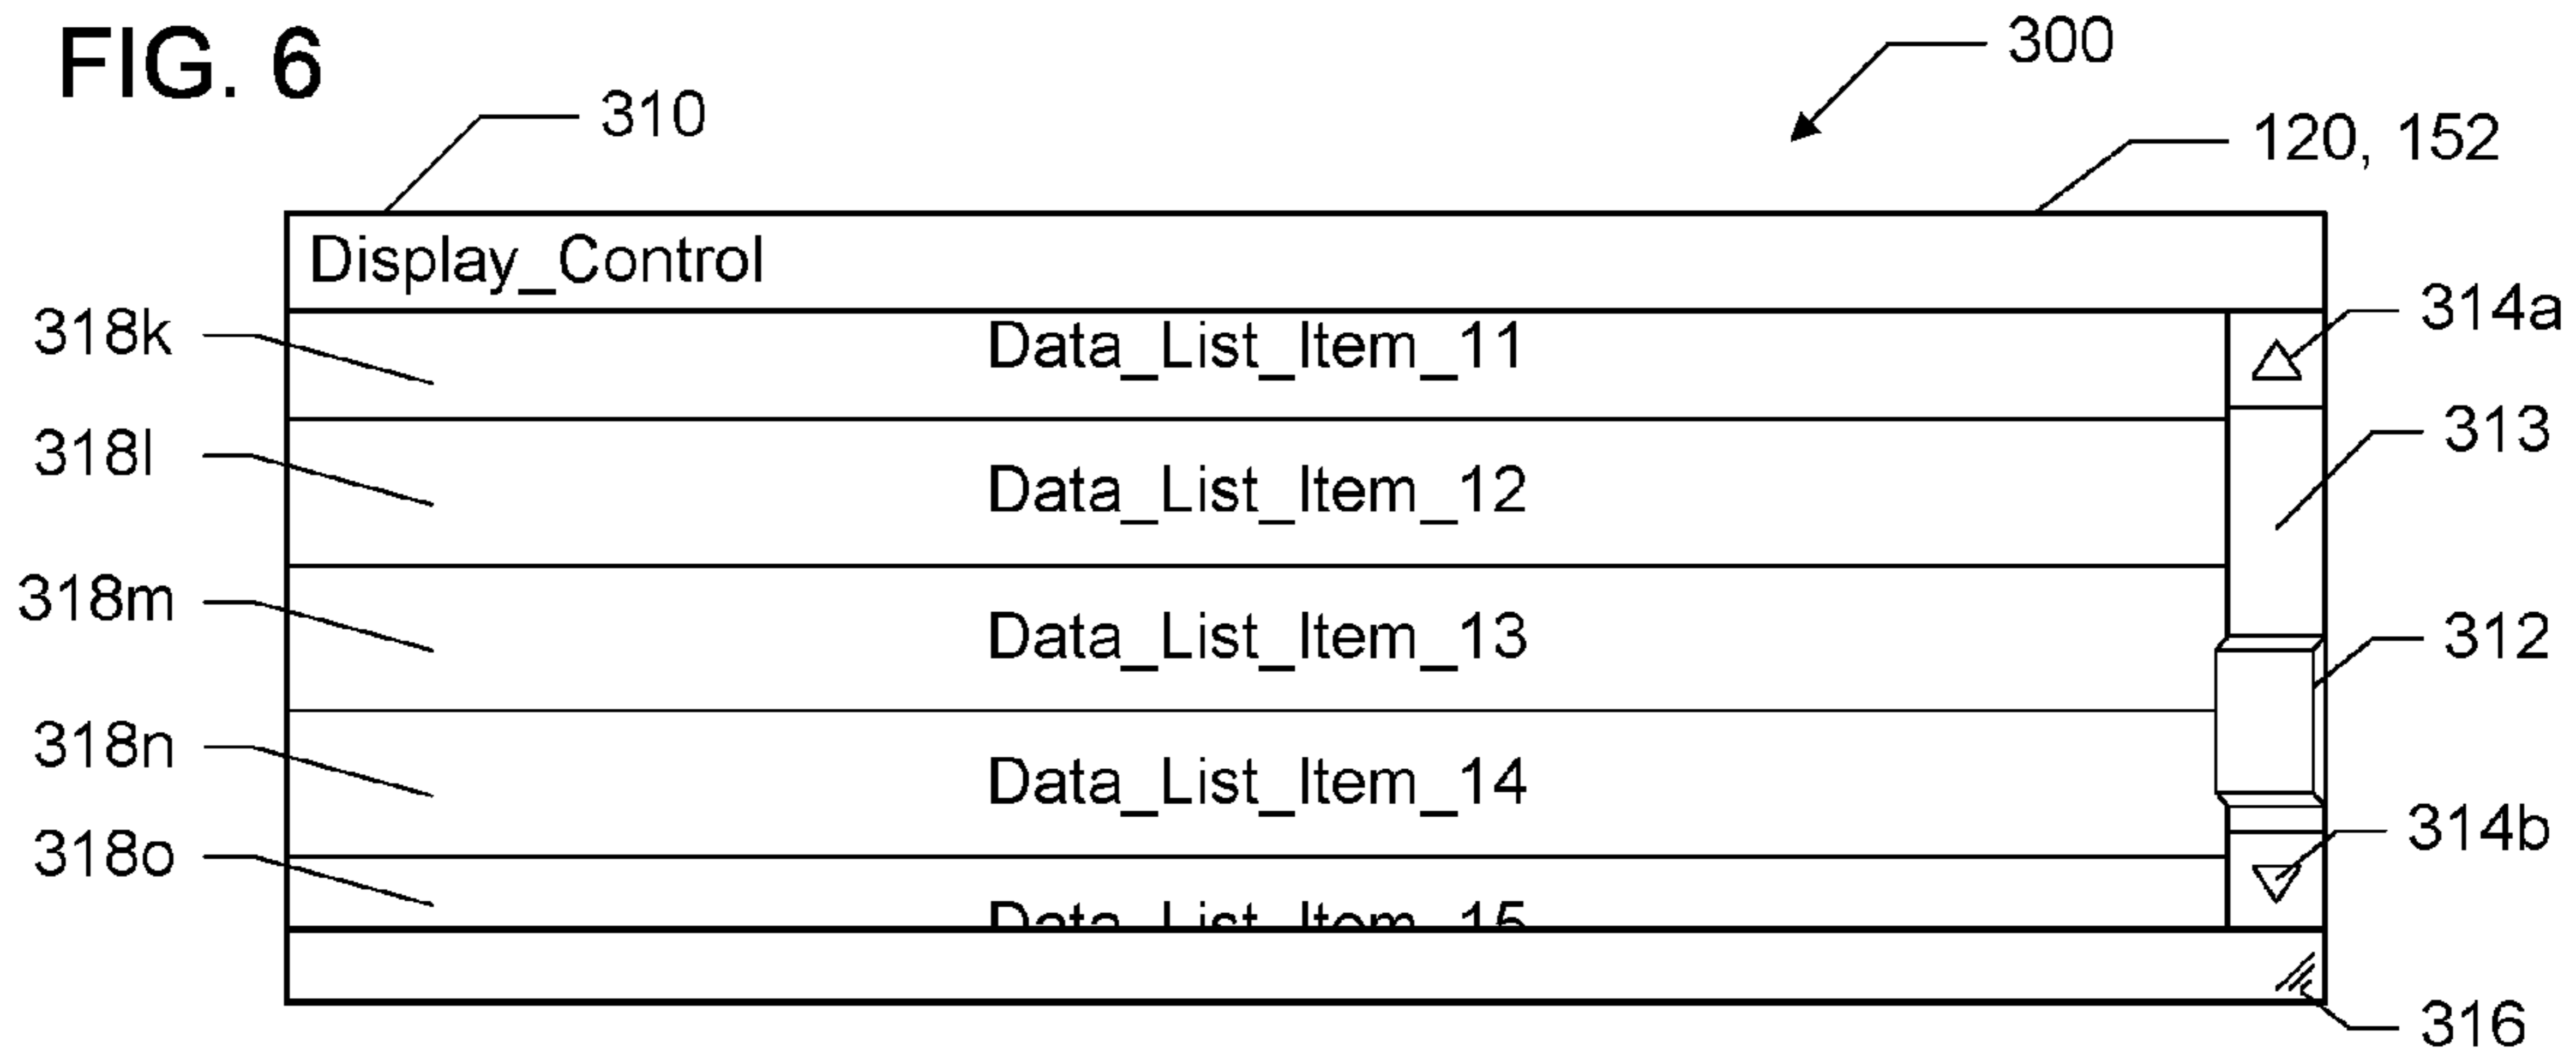 FIG. 6
300
310
120, 152
Display_Control
314a
318k
Data_List_Item_11
313
318l
Data_List_Item_12
318m
Data_List_Item_13
312
318n
Data_List_Item_14
314b
318o
Data_List_Item_15
316